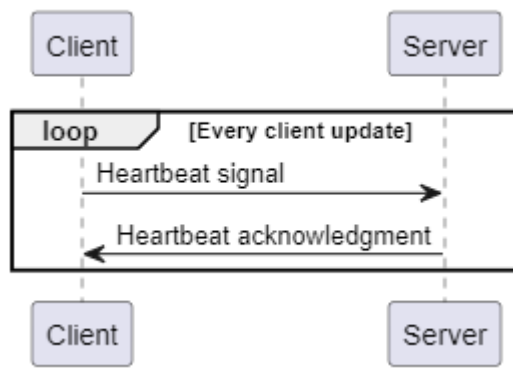 Client Server
loop [Every client update]
Heartbeat signal
Heartbeat acknowledgment
Client Server